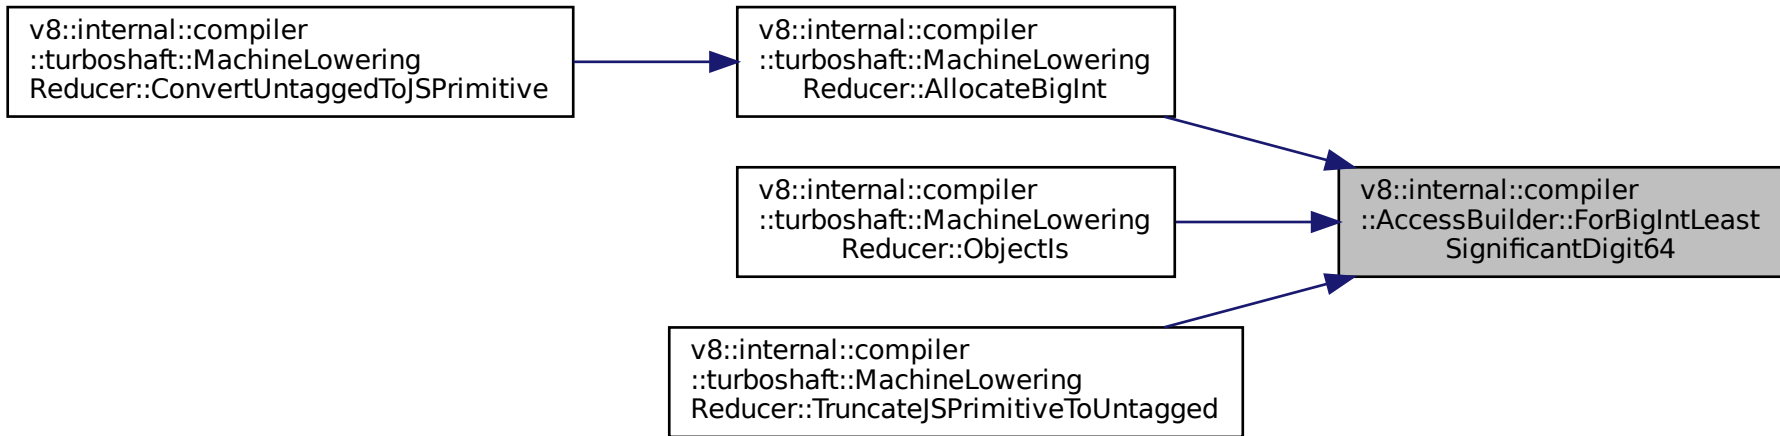 v8::internal::compiler
::turboshaft::MachineLowering
Reducer::ConvertUntaggedToJSPrimitive
v8::internal::compiler
::turboshaft::MachineLowering
Reducer::AllocateBigInt
v8::internal::compiler
::turboshaft::MachineLowering
Reducer::ObjectIs
v8::internal::compiler
::turboshaft::MachineLowering
Reducer::TruncateJSPrimitiveToUntagged
v8::internal::compiler
::AccessBuilder::ForBigIntLeast
SignificantDigit64